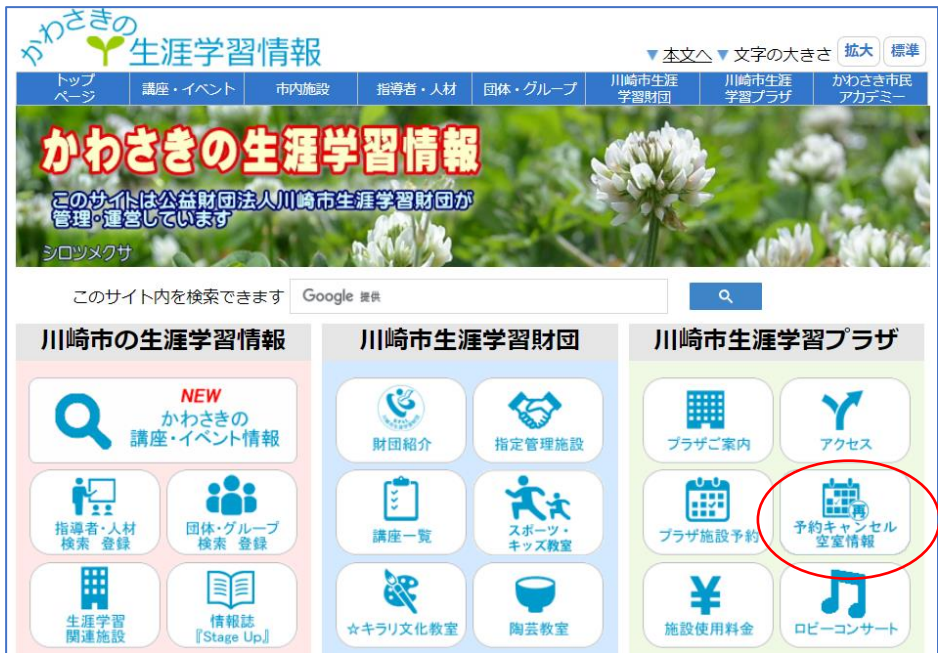 かわさきの
生涯学習情報
▼ 本文へ ▼ 文字の大きさ 拡大 標準
トップ
ページ
講座・イベント
市内施設
指導者・人材
団体・グループ
川崎市生涯
学習財団
川崎市生涯
学習プラザ
かわさき市民
アカデミー
かわさきの生涯学習情報
このサイトは公益財団法人川崎市生涯学習財団が
管理・運営しています
シロツメクサ
このサイト内を検索できます Google 提供
川崎市の生涯学習情報
NEW
かわさきの
講座・イベント情報
指導者・人材
検索 登録
団体・グループ
検索 登録
生涯学習
関連施設
情報誌
『Stage Up』
川崎市生涯学習財団
財団紹介
指定管理施設
講座一覧
スポーツ・
キッズ教室
☆キラリ文化教室
陶芸教室
川崎市生涯学習プラザ
プラザご案内
アクセス
プラザ施設予約
再
予約キャンセル
空室情報
¥
施設使用料金
ロビーコンサート